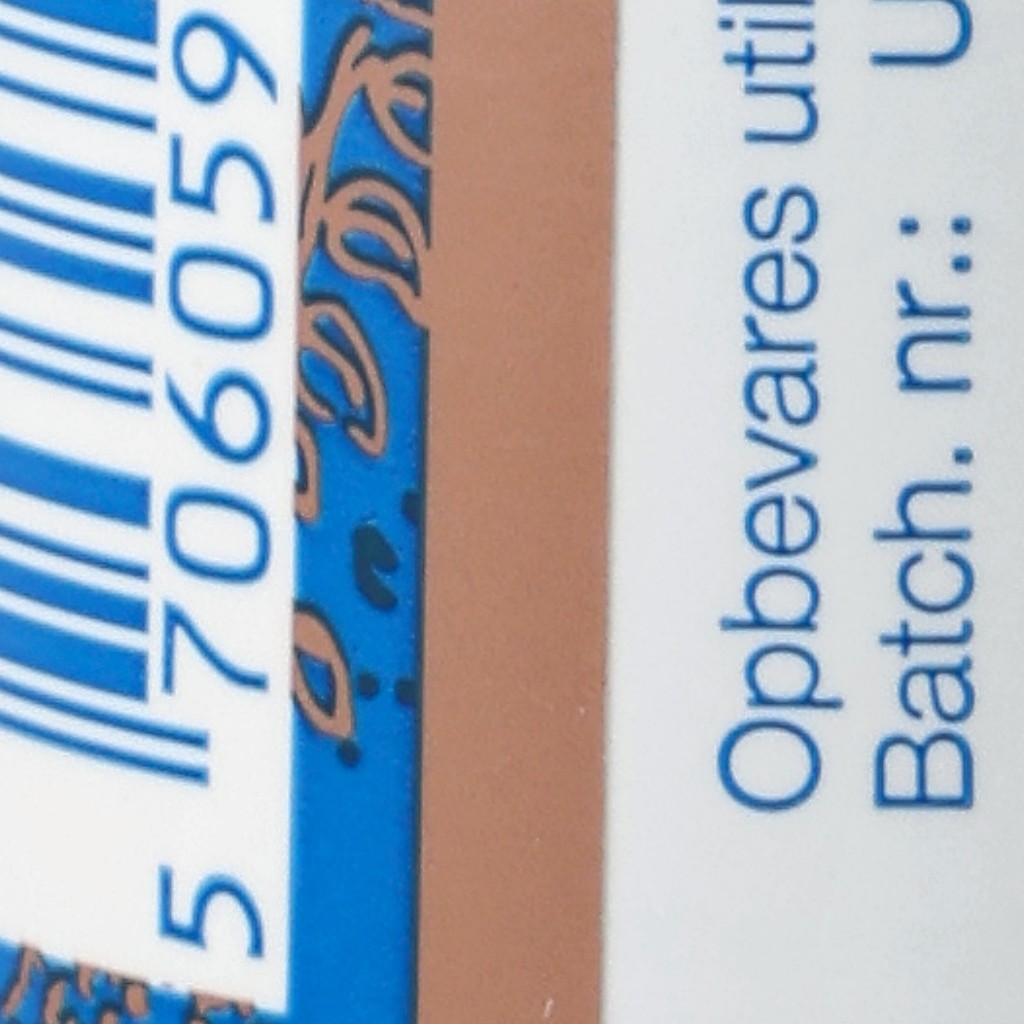 5 706059
Opbevares util
Batch. nr.: U